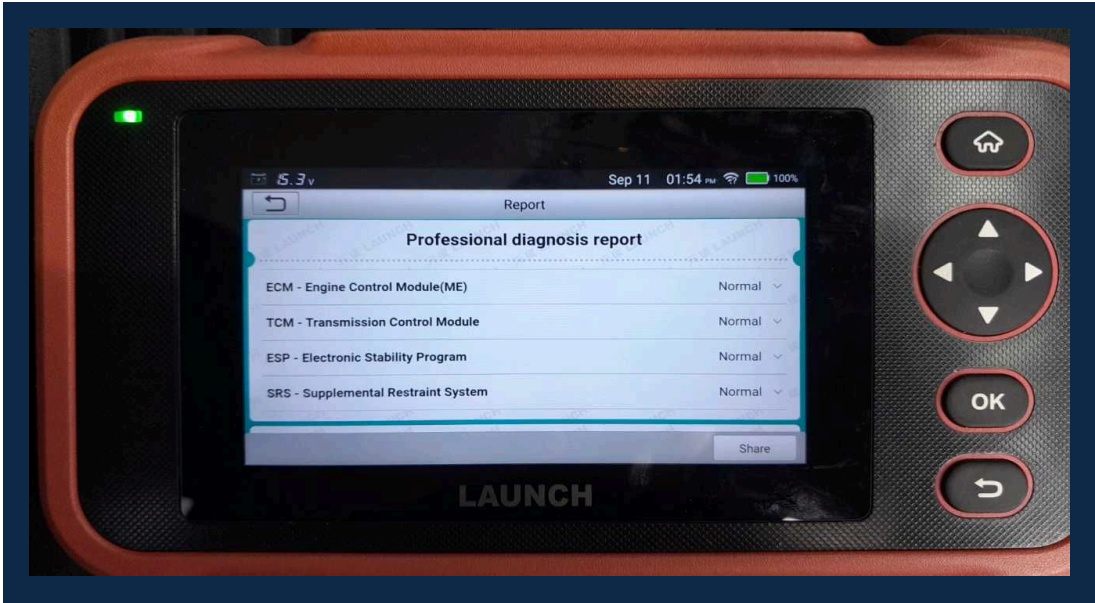 15.3 v Sep 11 01:54 PM 100%
Report
Professional diagnosis report
ECM - Engine Control Module(ME) Normal
TCM - Transmission Control Module Normal
ESP - Electronic Stability Program Normal
SRS - Supplemental Restraint System Normal
Share
LAUNCH
OK